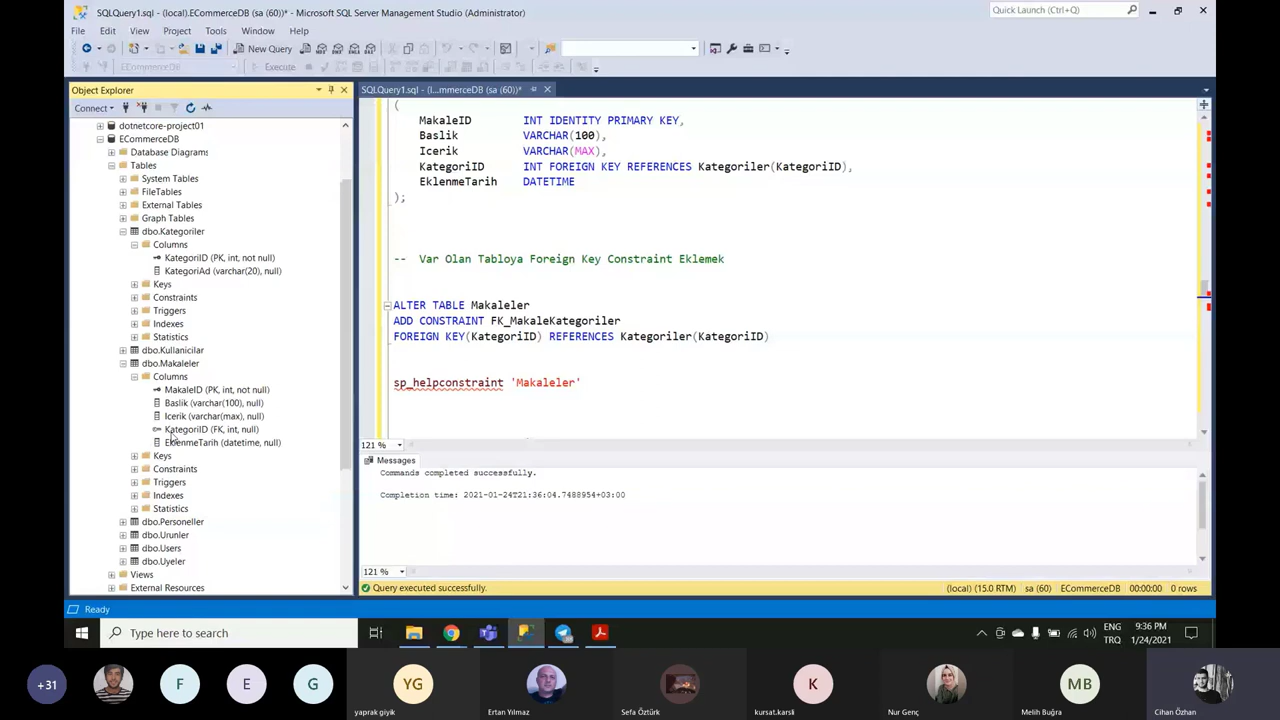 SQLQuery1.sql - (local).ECommerceDB (sa (60))* - Microsoft SQL Server Management Studio (Administrator)
Quick Launch (Ctrl+Q)
File Edit View Project Tools Window Help
New Query
ECommerceDB
Execute
Object Explorer
Connect
dotnetcore-project01
ECommerceDB
Database Diagrams
Tables
System Tables
FileTables
External Tables
Graph Tables
dbo.Kategoriler
Columns
KategoriID (PK, int, not null)
KategoriAd (varchar(20), null)
Keys
Constraints
Triggers
Indexes
Statistics
dbo.Kullanicilar
dbo.Makaleler
Columns
MakaleID (PK, int, not null)
Baslik (varchar(100), null)
Icerik (varchar(max), null)
KategoriID (FK, int, null)
EklenmeTarih (datetime, null)
Keys
Constraints
Triggers
Indexes
Statistics
dbo.Personeller
dbo.Urunler
dbo.Users
dbo.Uyeler
Views
External Resources
SQLQuery1.sql - (l...mmerceDB (sa (60))*
(
MakaleID INT IDENTITY PRIMARY KEY,
Baslik VARCHAR(100),
Icerik VARCHAR(MAX),
KategoriID INT FOREIGN KEY REFERENCES Kategoriler(KategoriID),
EklenmeTarih DATETIME
);
-- Var Olan Tabloya Foreign Key Constraint Eklemek
ALTER TABLE Makaleler
ADD CONSTRAINT FK_MakaleKategoriler
FOREIGN KEY(KategoriID) REFERENCES Kategoriler(KategoriID)
sp_helpconstraint 'Makaleler'
121 %
Messages
Commands completed successfully.
Completion time: 2021-01-24T21:36:04.7488954+03:00
121 %
Query executed successfully.
(local) (15.0 RTM) sa (60) ECommerceDB 00:00:00 0 rows
Ready
Type here to search
ENG
TRQ
9:36 PM
1/24/2021
+31
F
E
G
YG
yaprak giyik
Ertan Yılmaz
Sefa Öztürk
K
kursat.karsli
Nur Genç
MB
Melih Buğra
Cihan Özhan